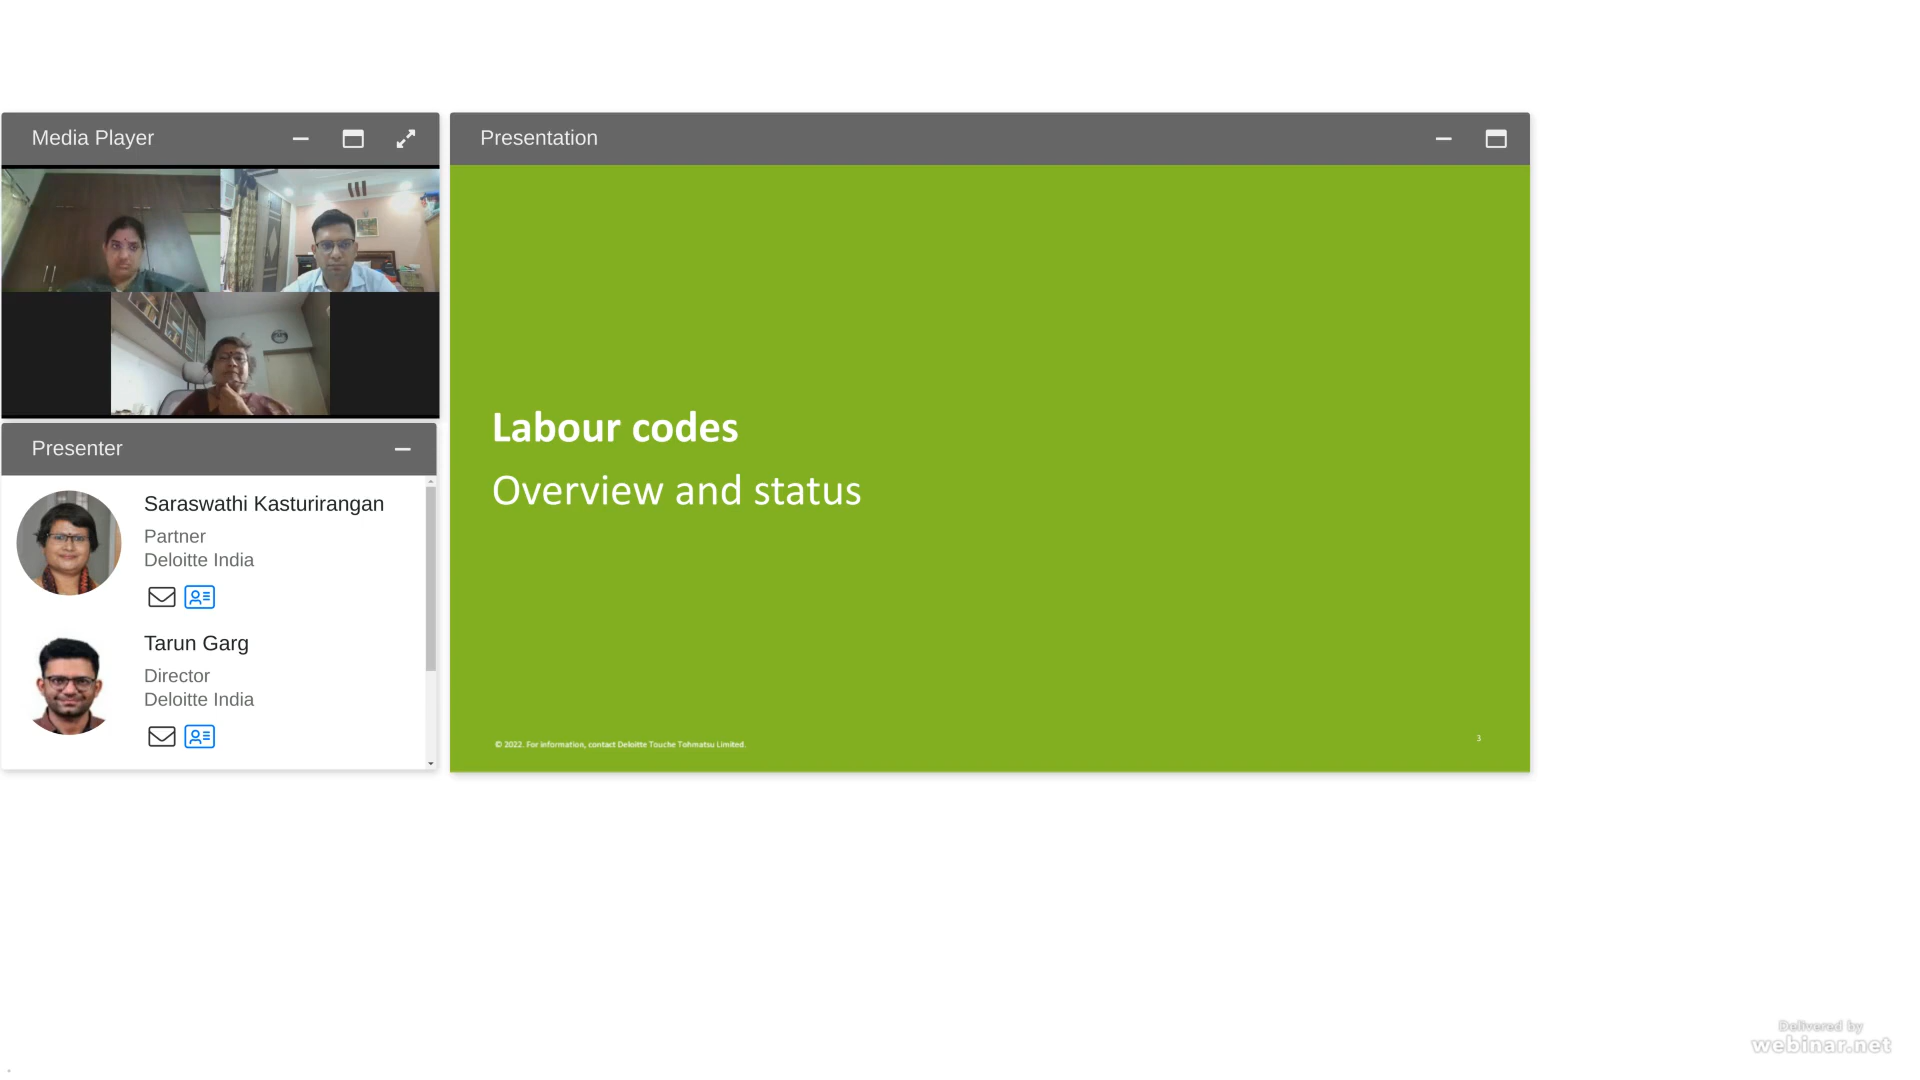 Media Player
Presentation
Labour codes
Overview and status
© 2022. For information, contact Deloitte Touche Tohmatsu Limited.
3
Presenter
Saraswathi Kasturirangan
Partner
Deloitte India
Tarun Garg
Director
Deloitte India
Delivered by
webinar.net